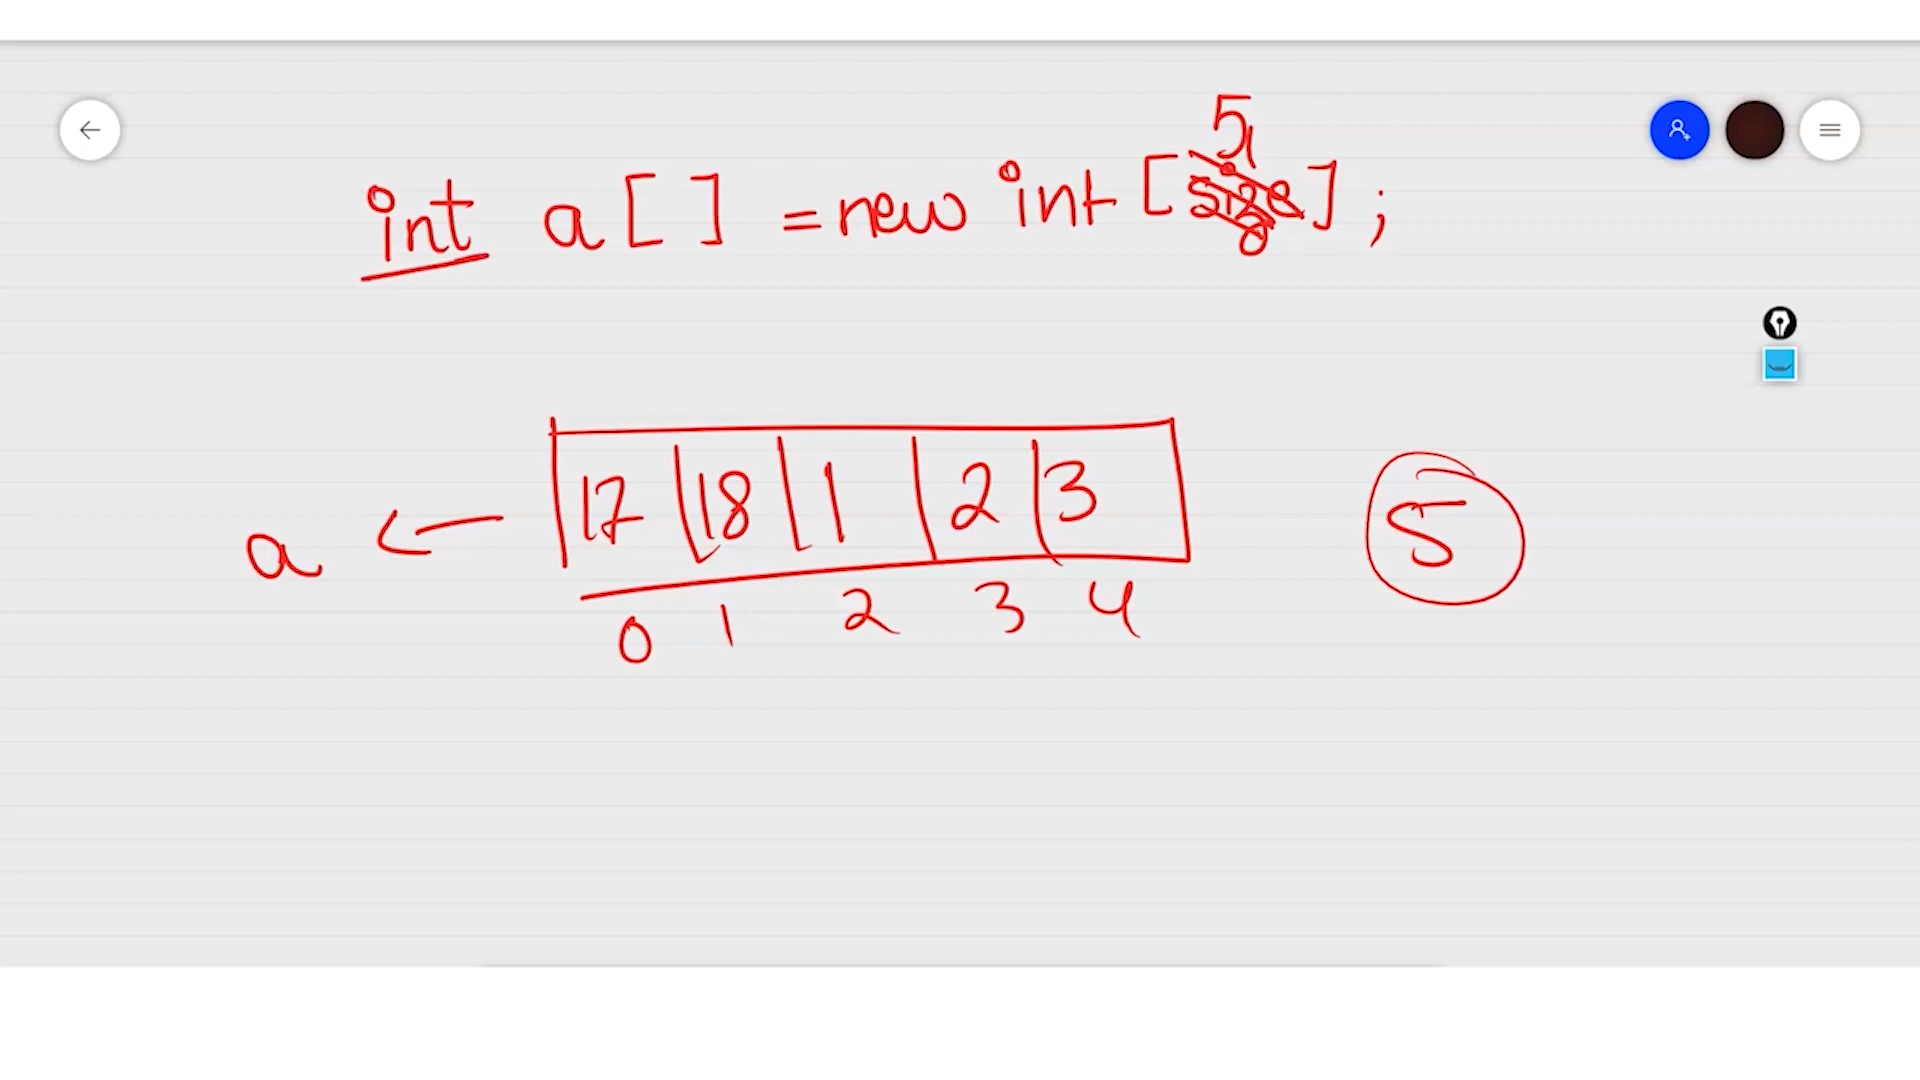 5
int a [ ] = new int [ size ] ;
a ← 17 18 1 2 3 5
0 1 2 3 4